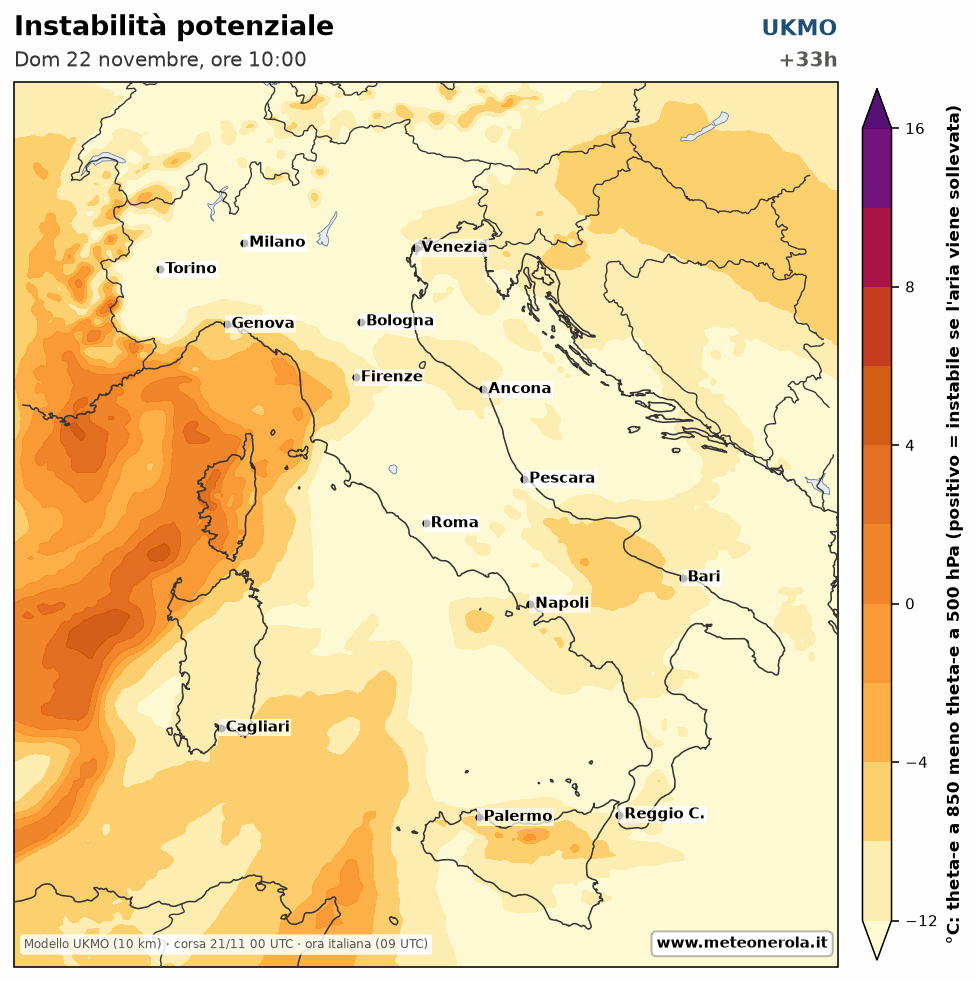 Instabilità potenziale
UKMO
Dom 22 novembre, ore 10:00
+33h
16
8
4
0
−4
−12
°C: theta-e a 850 meno theta-e a 500 hPa (positivo = instabile se l'aria viene sollevata)
Milano
Venezia
Torino
Genova
Bologna
Firenze
Ancona
Pescara
Roma
Bari
Napoli
Cagliari
Palermo
Reggio C.
Modello UKMO (10 km) · corsa 21/11 00 UTC · ora italiana (09 UTC)
www.meteonerola.it